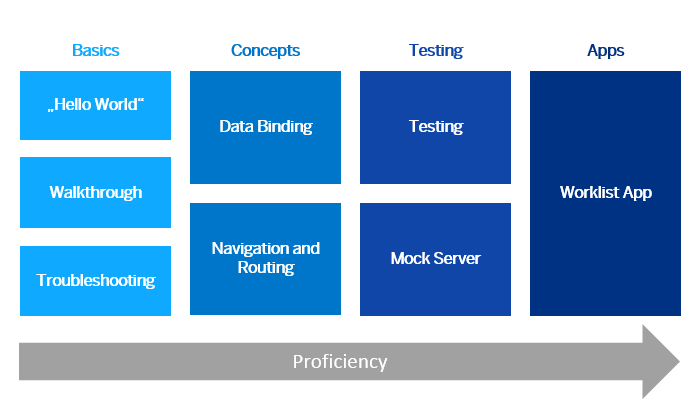 Basics
Concepts
Testing
Apps
„Hello World“
Walkthrough
Troubleshooting
Data Binding
Navigation and
Routing
Testing
Mock Server
Worklist App
Proficiency